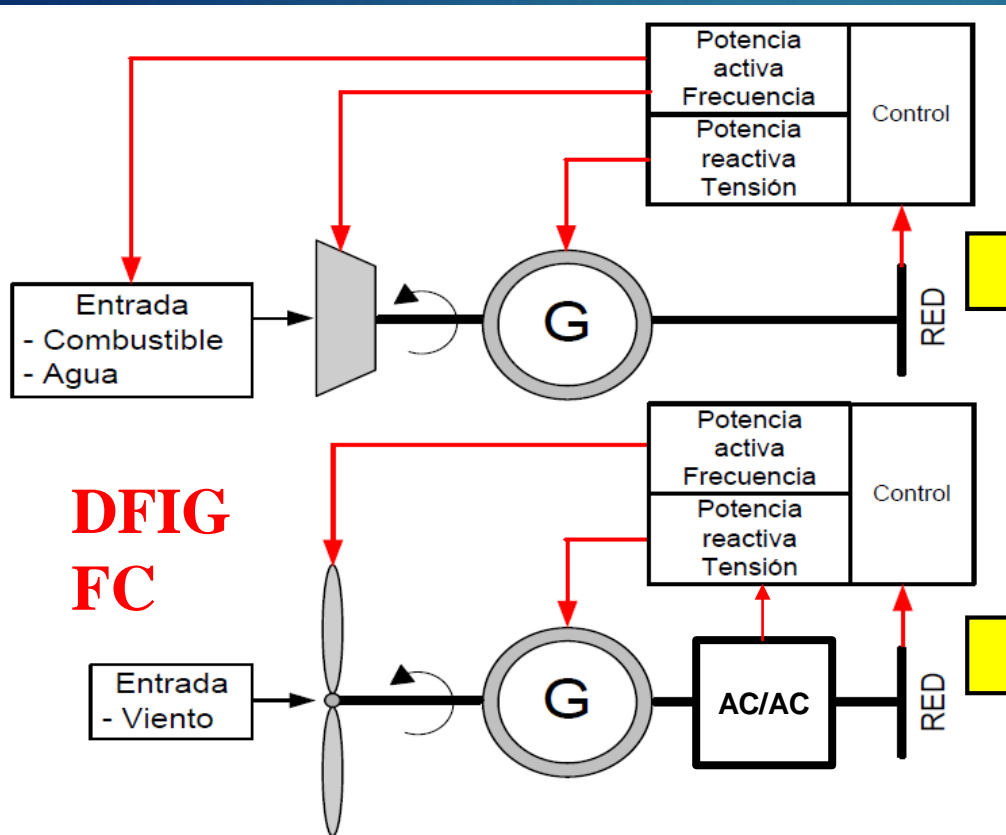 Potencia
activa
Frecuencia
Potencia
reactiva
Tensión
Control
Entrada
- Combustible
- Agua
G
RED
Potencia
activa
Frecuencia
Potencia
reactiva
Tensión
Control
DFIG
FC
Entrada
- Viento
G
AC/AC
RED